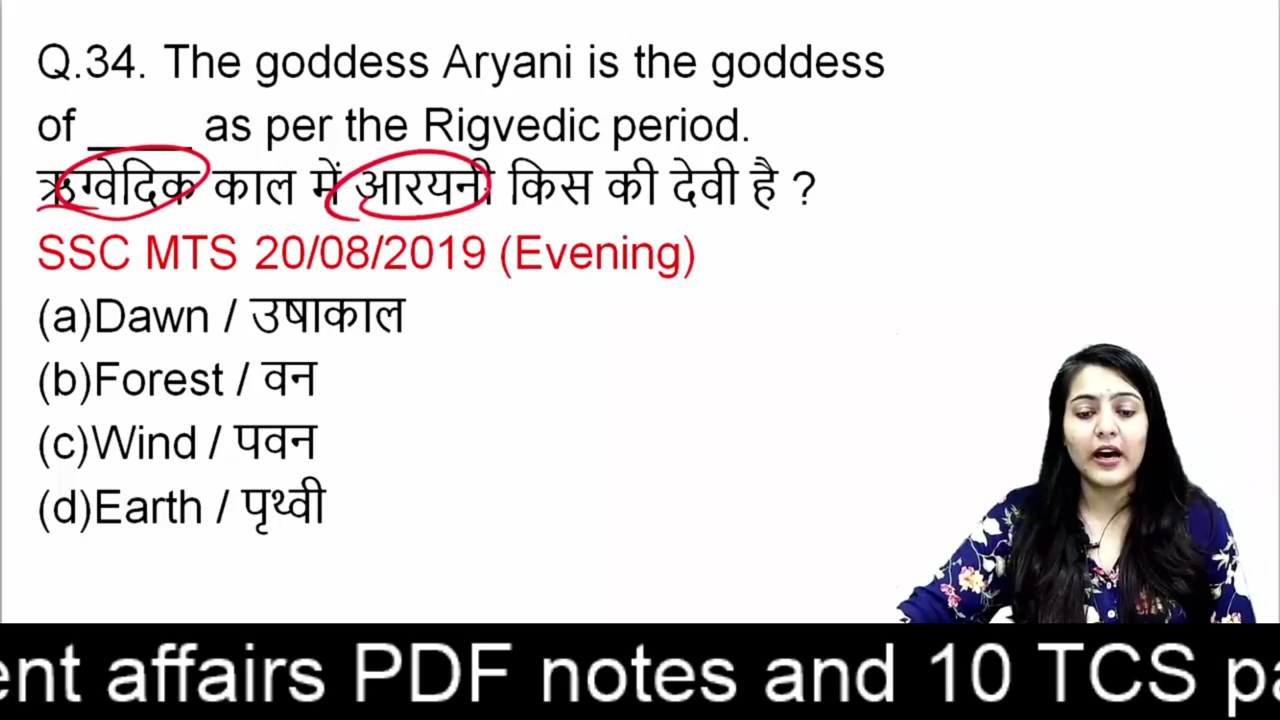 Q.34. The goddess Aryani is the goddess
of ____ as per the Rigvedic period.
ऋग्वेदिक काल में आरयनी किस की देवी है ?
SSC MTS 20/08/2019 (Evening)
(a)Dawn / उषाकाल
(b)Forest / वन
(c)Wind / पवन
(d)Earth / पृथ्वी
ent affairs PDF notes and 10 TCS pa